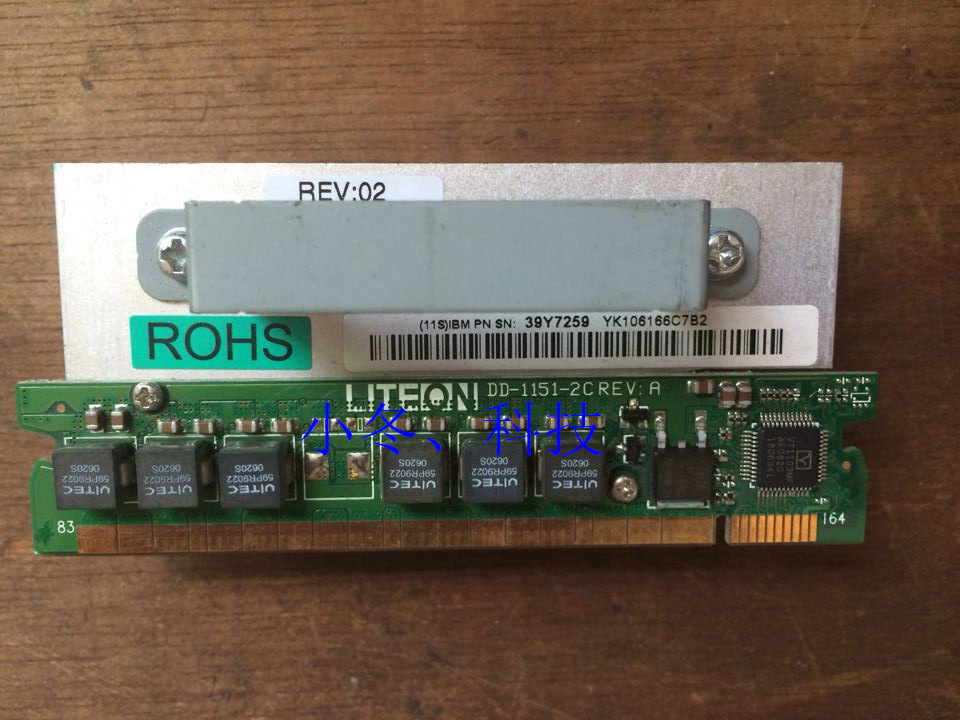 REV:02
(11S)IBM PN SN: 39Y7259 YK106166C7B2
ROHS
LITEON DD-1151-2C REV: A
小冬、科技
UITEC
59PR9022
0620S
UITEC
59PR9022
0620S
UITEC
59PR9022
0620S
UITEC
59PR9022
0620S
UITEC
59PR9022
0620S
UITEC
59PR9022
0620S
83
164